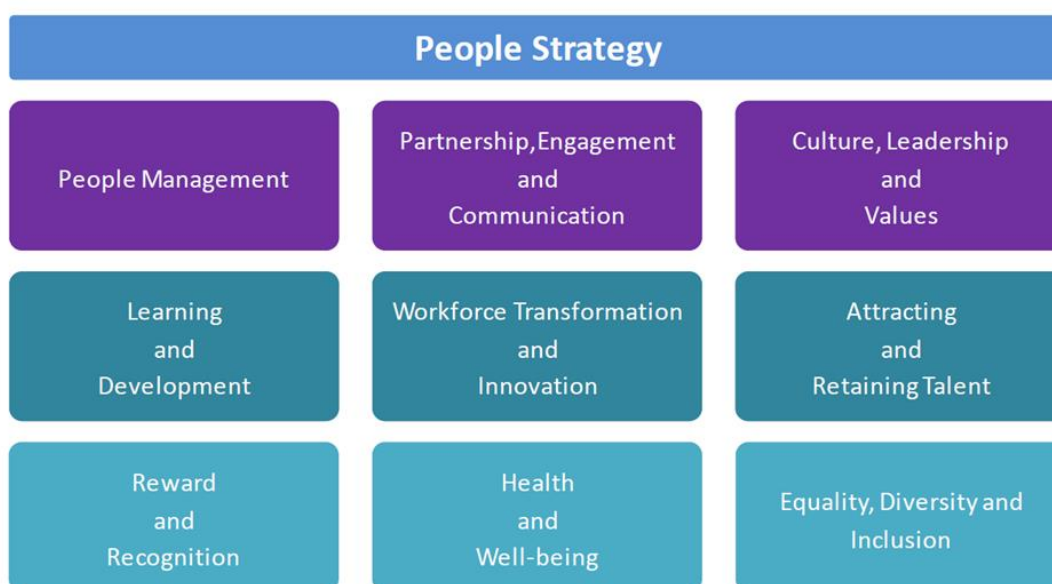 People Strategy
People Management
Partnership,Engagement
and
Communication
Culture, Leadership
and
Values
Learning
and
Development
Workforce Transformation
and
Innovation
Attracting
and
Retaining Talent
Reward
and
Recognition
Health
and
Well-being
Equality, Diversity and
Inclusion